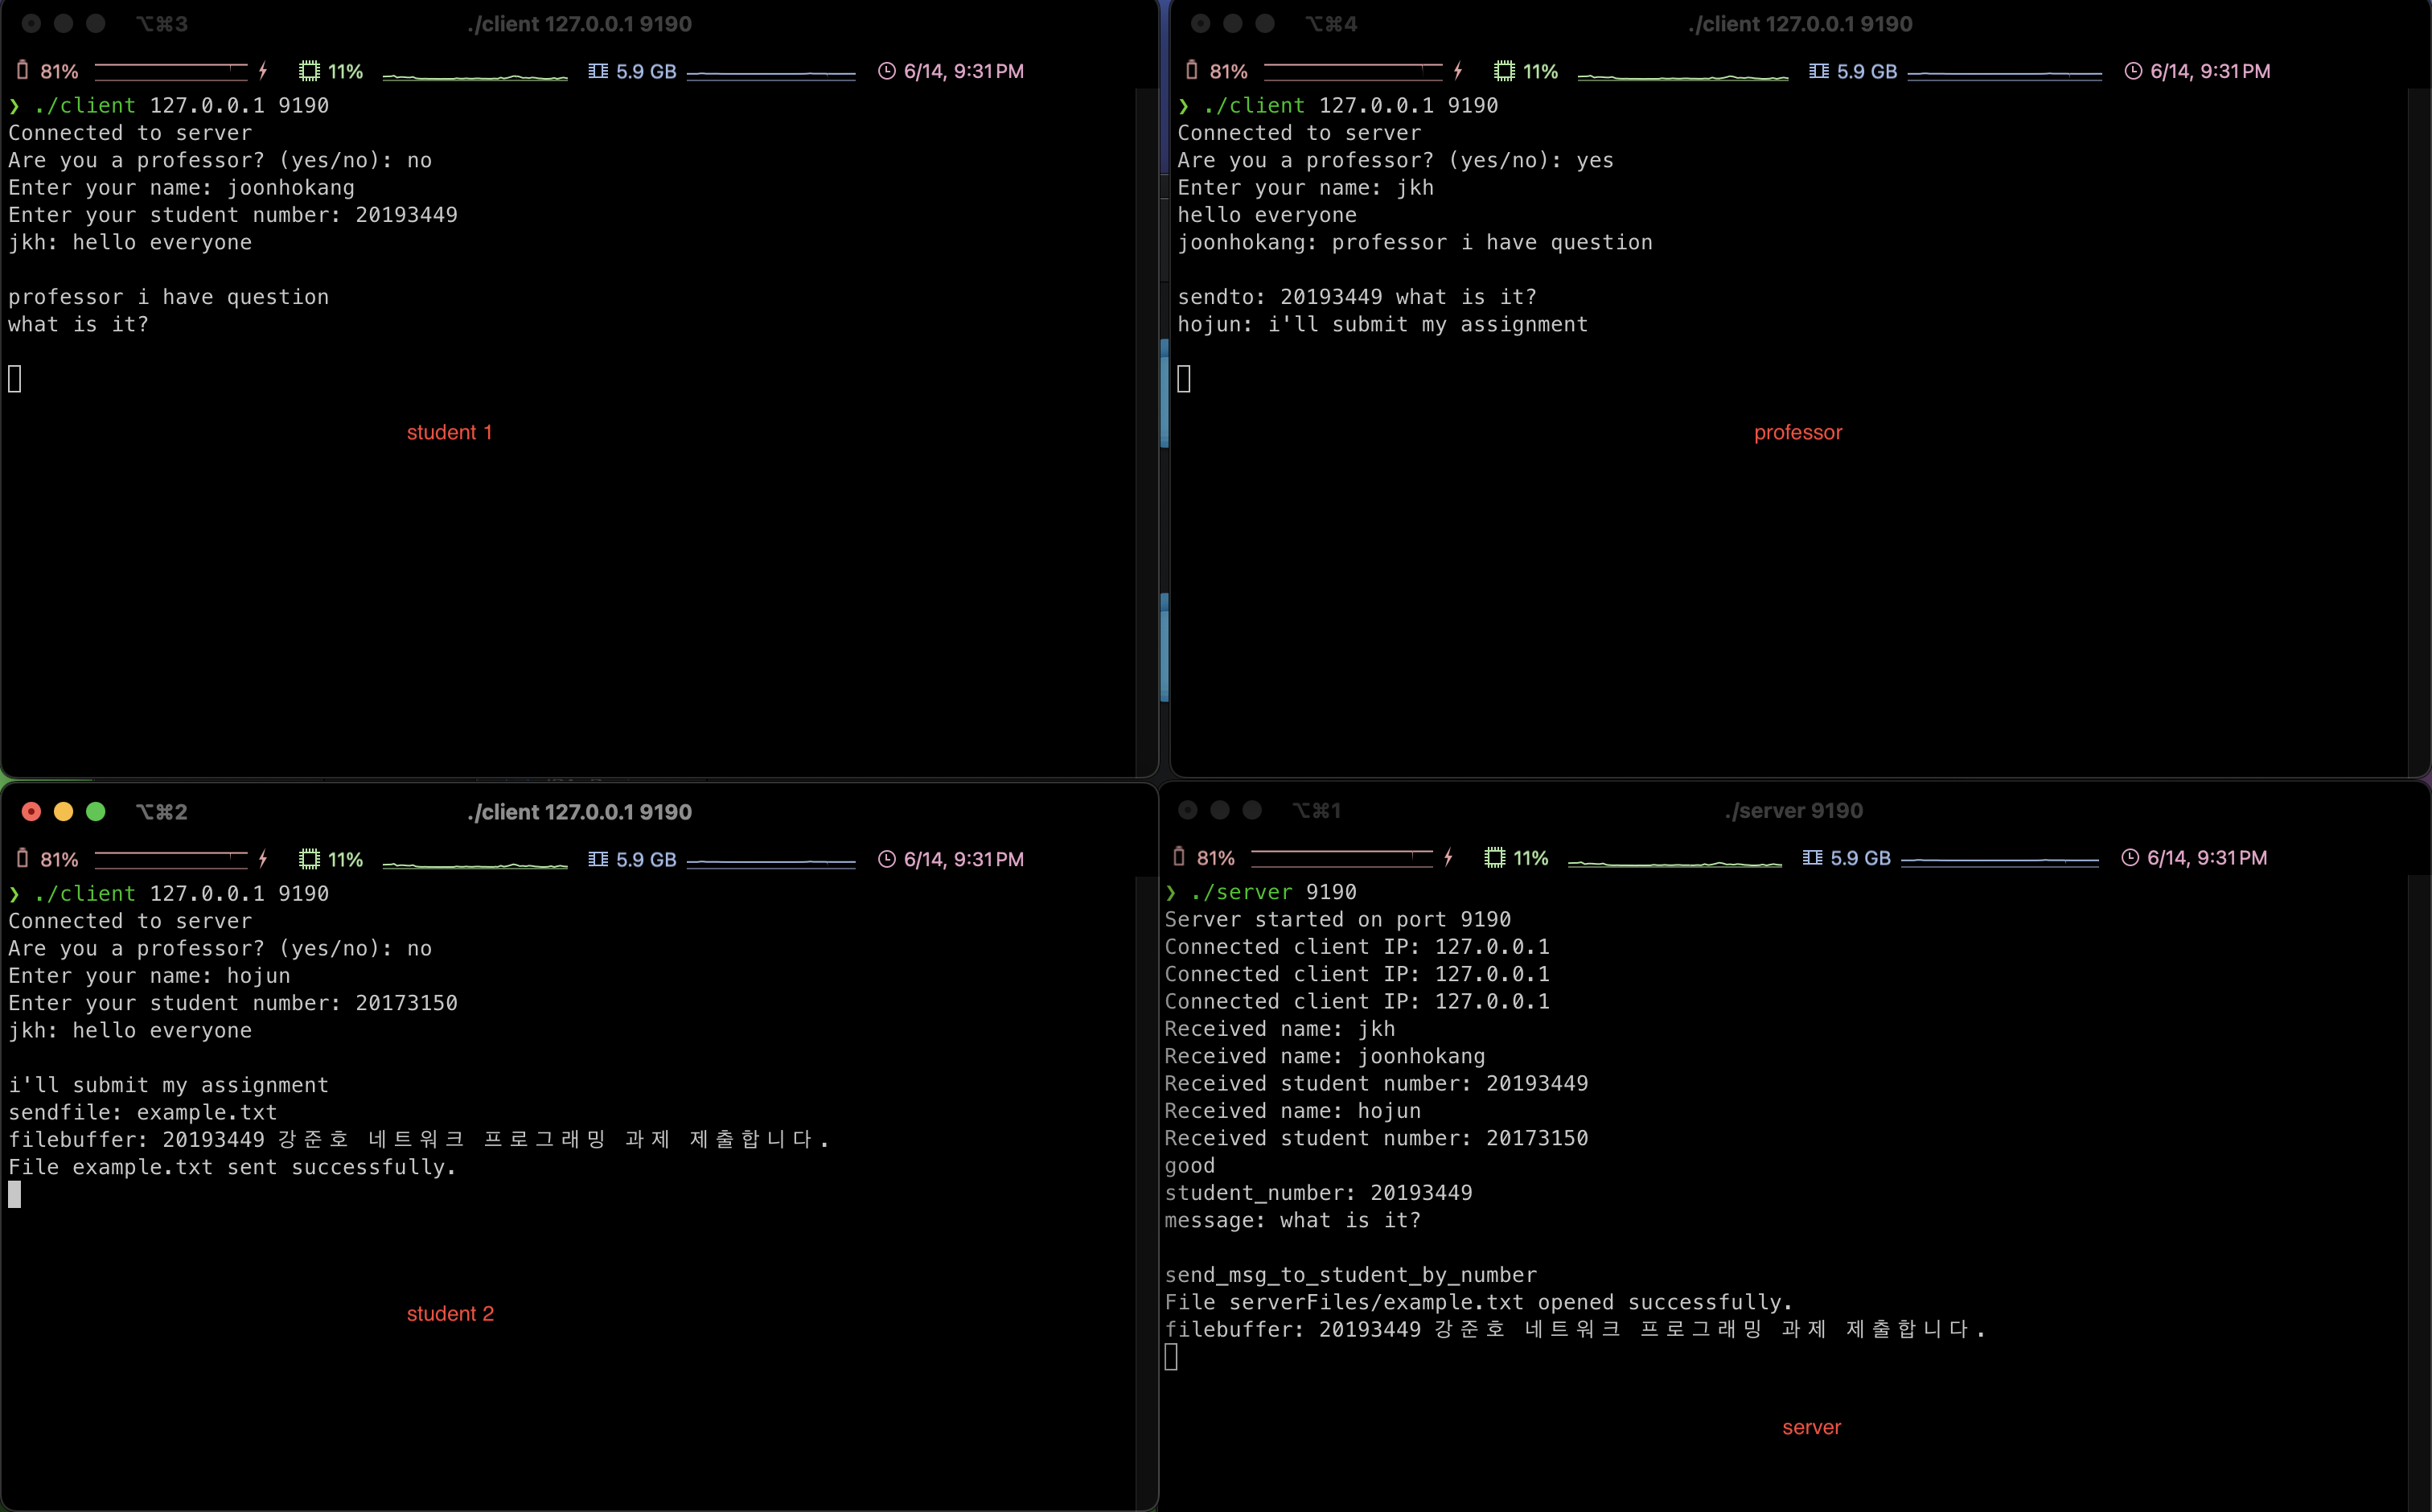 ⌥⌘3 ./client 127.0.0.1 9190
81% 11% 5.9 GB 6/14, 9:31 PM
❯ ./client 127.0.0.1 9190
Connected to server
Are you a professor? (yes/no): no
Enter your name: joonhokang
Enter your student number: 20193449
jkh: hello everyone
professor i have question
what is it?
student 1
⌥⌘4 ./client 127.0.0.1 9190
81% 11% 5.9 GB 6/14, 9:31 PM
❯ ./client 127.0.0.1 9190
Connected to server
Are you a professor? (yes/no): yes
Enter your name: jkh
hello everyone
joonhokang: professor i have question
sendto: 20193449 what is it?
hojun: i'll submit my assignment
professor
⌥⌘2 ./client 127.0.0.1 9190
81% 11% 5.9 GB 6/14, 9:31 PM
❯ ./client 127.0.0.1 9190
Connected to server
Are you a professor? (yes/no): no
Enter your name: hojun
Enter your student number: 20173150
jkh: hello everyone
i'll submit my assignment
sendfile: example.txt
filebuffer: 20193449 강준호 네트워크 프로그래밍 과제 제출합니다.
File example.txt sent successfully.
student 2
⌥⌘1 ./server 9190
81% 11% 5.9 GB 6/14, 9:31 PM
❯ ./server 9190
Server started on port 9190
Connected client IP: 127.0.0.1
Connected client IP: 127.0.0.1
Connected client IP: 127.0.0.1
Received name: jkh
Received name: joonhokang
Received student number: 20193449
Received name: hojun
Received student number: 20173150
good
student_number: 20193449
message: what is it?
send_msg_to_student_by_number
File serverFiles/example.txt opened successfully.
filebuffer: 20193449 강준호 네트워크 프로그래밍 과제 제출합니다.
server